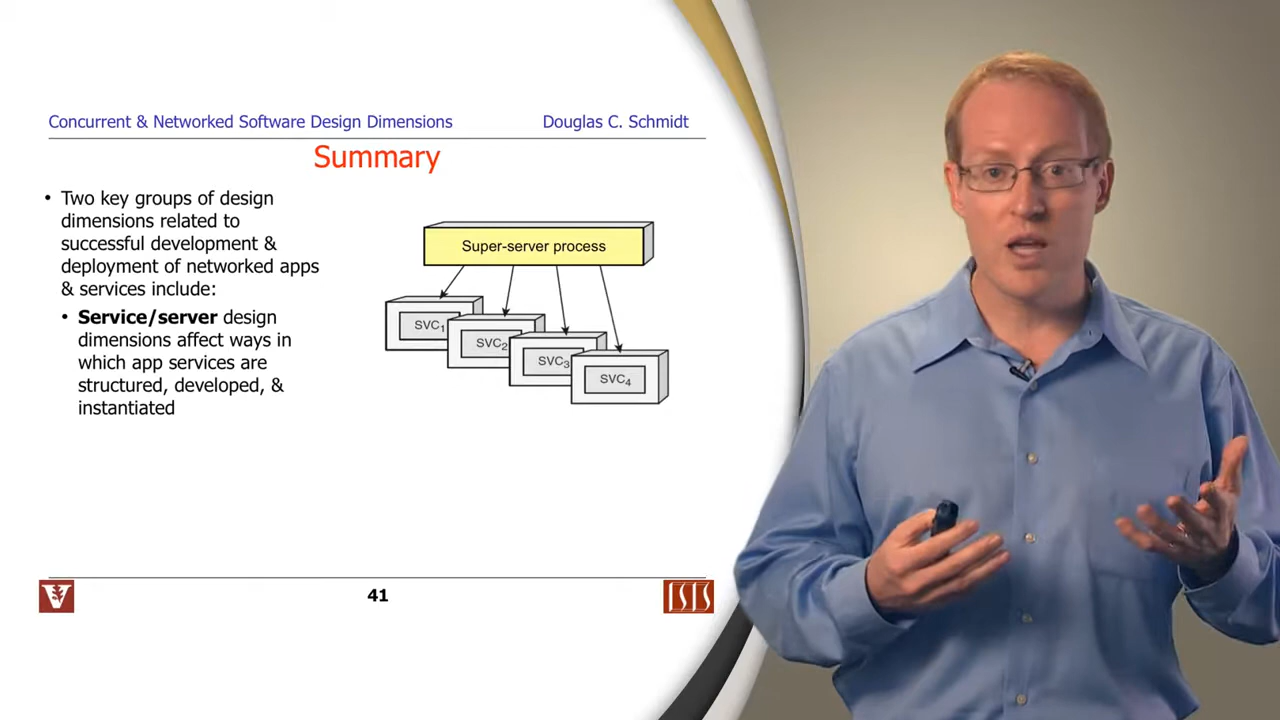 Concurrent & Networked Software Design Dimensions
Douglas C. Schmidt
Summary
• Two key groups of design
dimensions related to
successful development &
deployment of networked apps
& services include:
• Service/server design
dimensions affect ways in
which app services are
structured, developed, &
instantiated
Super-server process
SVC1
SVC2
SVC3
SVC4
V
41
ISIS